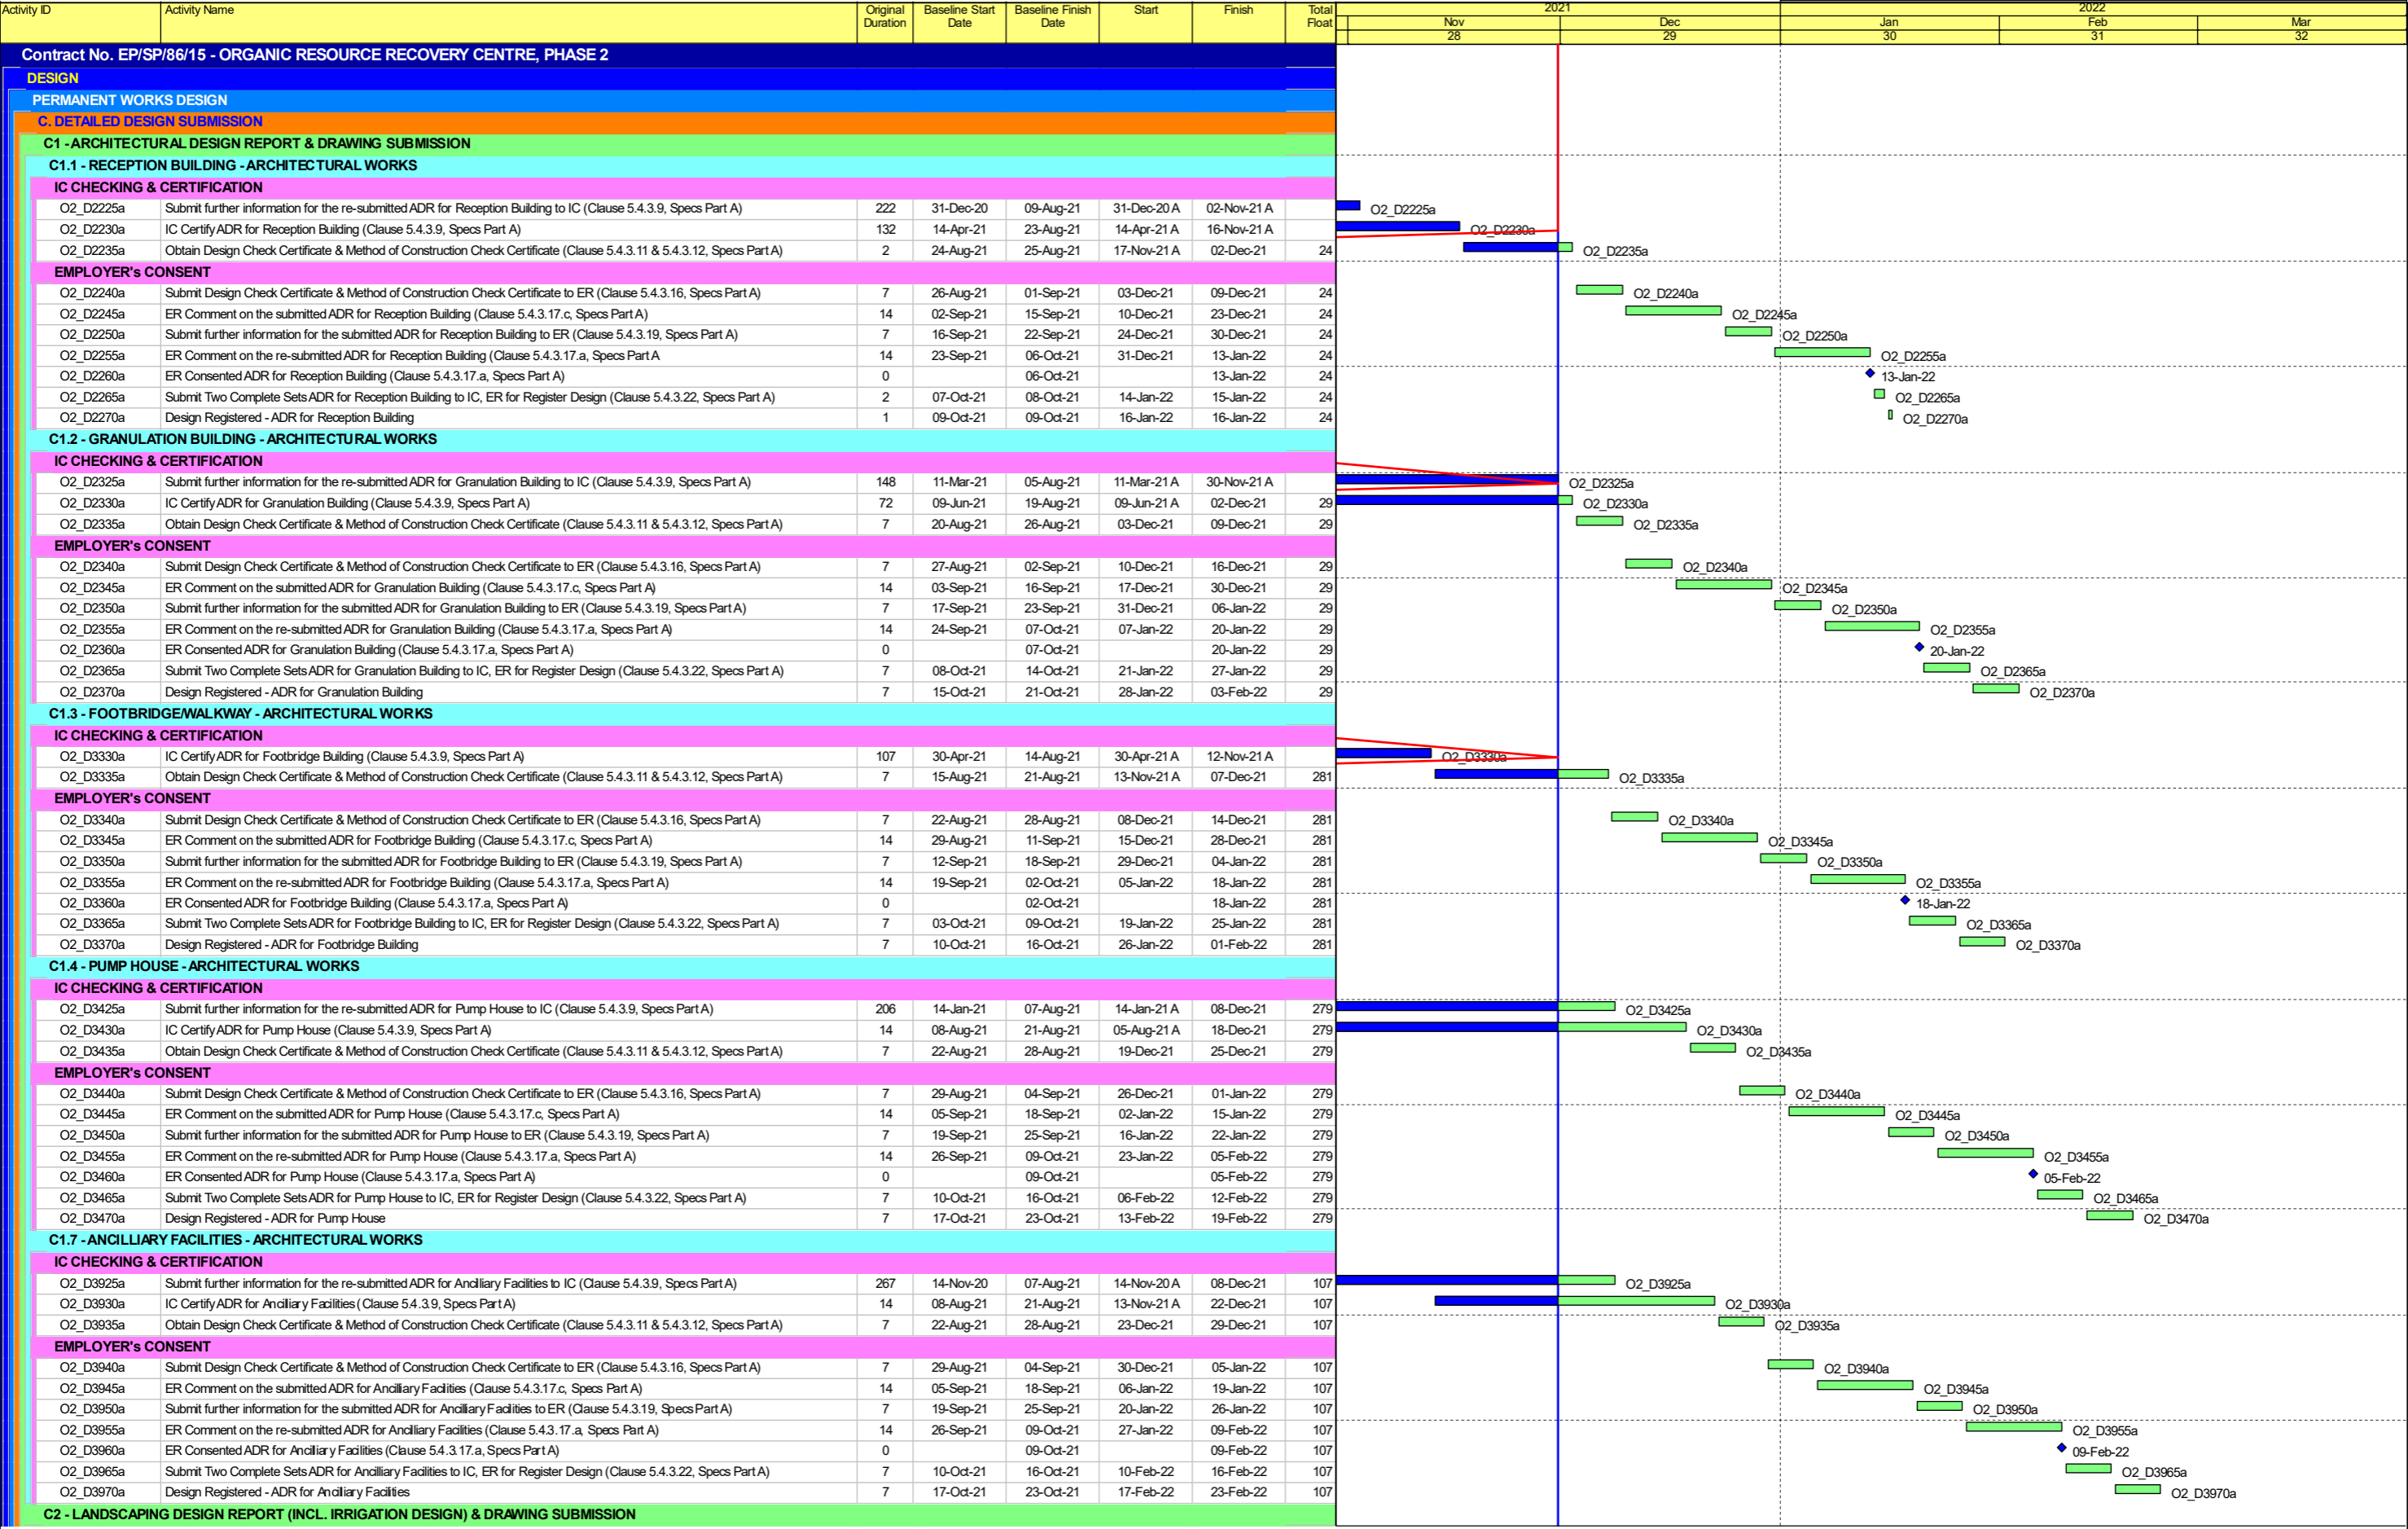 Activity ID Activity Name Original Duration Baseline Start Date Baseline Finish Date Start Finish Total Float 2021 2022
Nov Dec Jan Feb Mar
28 29 30 31 32
Contract No. EP/SP/86/15 - ORGANIC RESOURCE RECOVERY CENTRE, PHASE 2
DESIGN
PERMANENT WORKS DESIGN
C. DETAILED DESIGN SUBMISSION
C1 - ARCHITECTURAL DESIGN REPORT & DRAWING SUBMISSION
C1.1 - RECEPTION BUILDING - ARCHITECTURAL WORKS
IC CHECKING & CERTIFICATION
O2_D2225a Submit further information for the re-submitted ADR for Reception Building to IC (Clause 5.4.3.9, Specs Part A) 222 31-Dec-20 09-Aug-21 31-Dec-20 A 02-Nov-21 A O2_D2225a
O2_D2230a IC Certify ADR for Reception Building (Clause 5.4.3.9, Specs Part A) 132 14-Apr-21 23-Aug-21 14-Apr-21 A 16-Nov-21 A O2_D2230a
O2_D2235a Obtain Design Check Certificate & Method of Construction Check Certificate (Clause 5.4.3.11 & 5.4.3.12, Specs Part A) 2 24-Aug-21 25-Aug-21 17-Nov-21 A 02-Dec-21 24 O2_D2235a
EMPLOYER's CONSENT
O2_D2240a Submit Design Check Certificate & Method of Construction Check Certificate to ER (Clause 5.4.3.16, Specs Part A) 7 26-Aug-21 01-Sep-21 03-Dec-21 09-Dec-21 24 O2_D2240a
O2_D2245a ER Comment on the submitted ADR for Reception Building (Clause 5.4.3.17.c, Specs Part A) 14 02-Sep-21 15-Sep-21 10-Dec-21 23-Dec-21 24 O2_D2245a
O2_D2250a Submit further information for the submitted ADR for Reception Building to ER (Clause 5.4.3.19, Specs Part A) 7 16-Sep-21 22-Sep-21 24-Dec-21 30-Dec-21 24 O2_D2250a
O2_D2255a ER Comment on the re-submitted ADR for Reception Building (Clause 5.4.3.17.a, Specs Part A 14 23-Sep-21 06-Oct-21 31-Dec-21 13-Jan-22 24 O2_D2255a
O2_D2260a ER Consented ADR for Reception Building (Clause 5.4.3.17.a, Specs Part A) 0 06-Oct-21 13-Jan-22 24 13-Jan-22
O2_D2265a Submit Two Complete Sets ADR for Reception Building to IC, ER for Register Design (Clause 5.4.3.22, Specs Part A) 2 07-Oct-21 08-Oct-21 14-Jan-22 15-Jan-22 24 O2_D2265a
O2_D2270a Design Registered - ADR for Reception Building 1 09-Oct-21 09-Oct-21 16-Jan-22 16-Jan-22 24 O2_D2270a
C1.2 - GRANULATION BUILDING - ARCHITECTURAL WORKS
IC CHECKING & CERTIFICATION
O2_D2325a Submit further information for the re-submitted ADR for Granulation Building to IC (Clause 5.4.3.9, Specs Part A) 148 11-Mar-21 05-Aug-21 11-Mar-21 A 30-Nov-21 A O2_D2325a
O2_D2330a IC Certify ADR for Granulation Building (Clause 5.4.3.9, Specs Part A) 72 09-Jun-21 19-Aug-21 09-Jun-21 A 02-Dec-21 29 O2_D2330a
O2_D2335a Obtain Design Check Certificate & Method of Construction Check Certificate (Clause 5.4.3.11 & 5.4.3.12, Specs Part A) 7 20-Aug-21 26-Aug-21 03-Dec-21 09-Dec-21 29 O2_D2335a
EMPLOYER's CONSENT
O2_D2340a Submit Design Check Certificate & Method of Construction Check Certificate to ER (Clause 5.4.3.16, Specs Part A) 7 27-Aug-21 02-Sep-21 10-Dec-21 16-Dec-21 29 O2_D2340a
O2_D2345a ER Comment on the submitted ADR for Granulation Building (Clause 5.4.3.17.c, Specs Part A) 14 03-Sep-21 16-Sep-21 17-Dec-21 30-Dec-21 29 O2_D2345a
O2_D2350a Submit further information for the submitted ADR for Granulation Building to ER (Clause 5.4.3.19, Specs Part A) 7 17-Sep-21 23-Sep-21 31-Dec-21 06-Jan-22 29 O2_D2350a
O2_D2355a ER Comment on the re-submitted ADR for Granulation Building (Clause 5.4.3.17.a, Specs Part A) 14 24-Sep-21 07-Oct-21 07-Jan-22 20-Jan-22 29 O2_D2355a
O2_D2360a ER Consented ADR for Granulation Building (Clause 5.4.3.17.a, Specs Part A) 0 07-Oct-21 20-Jan-22 29 20-Jan-22
O2_D2365a Submit Two Complete Sets ADR for Granulation Building to IC, ER for Register Design (Clause 5.4.3.22, Specs Part A) 7 08-Oct-21 14-Oct-21 21-Jan-22 27-Jan-22 29 O2_D2365a
O2_D2370a Design Registered - ADR for Granulation Building 7 15-Oct-21 21-Oct-21 28-Jan-22 03-Feb-22 29 O2_D2370a
C1.3 - FOOTBRIDGE/WALKWAY - ARCHITECTURAL WORKS
IC CHECKING & CERTIFICATION
O2_D3330a IC Certify ADR for Footbridge Building (Clause 5.4.3.9, Specs Part A) 107 30-Apr-21 14-Aug-21 30-Apr-21 A 12-Nov-21 A O2_D3330a
O2_D3335a Obtain Design Check Certificate & Method of Construction Check Certificate (Clause 5.4.3.11 & 5.4.3.12, Specs Part A) 7 15-Aug-21 21-Aug-21 13-Nov-21 A 07-Dec-21 281 O2_D3335a
EMPLOYER's CONSENT
O2_D3340a Submit Design Check Certificate & Method of Construction Check Certificate to ER (Clause 5.4.3.16, Specs Part A) 7 22-Aug-21 28-Aug-21 08-Dec-21 14-Dec-21 281 O2_D3340a
O2_D3345a ER Comment on the submitted ADR for Footbridge Building (Clause 5.4.3.17.c, Specs Part A) 14 29-Aug-21 11-Sep-21 15-Dec-21 28-Dec-21 281 O2_D3345a
O2_D3350a Submit further information for the submitted ADR for Footbridge Building to ER (Clause 5.4.3.19, Specs Part A) 7 12-Sep-21 18-Sep-21 29-Dec-21 04-Jan-22 281 O2_D3350a
O2_D3355a ER Comment on the re-submitted ADR for Footbridge Building (Clause 5.4.3.17.a, Specs Part A) 14 19-Sep-21 02-Oct-21 05-Jan-22 18-Jan-22 281 O2_D3355a
O2_D3360a ER Consented ADR for Footbridge Building (Clause 5.4.3.17.a, Specs Part A) 0 02-Oct-21 18-Jan-22 281 18-Jan-22
O2_D3365a Submit Two Complete Sets ADR for Footbridge Building to IC, ER for Register Design (Clause 5.4.3.22, Specs Part A) 7 03-Oct-21 09-Oct-21 19-Jan-22 25-Jan-22 281 O2_D3365a
O2_D3370a Design Registered - ADR for Footbridge Building 7 10-Oct-21 16-Oct-21 26-Jan-22 01-Feb-22 281 O2_D3370a
C1.4 - PUMP HOUSE - ARCHITECTURAL WORKS
IC CHECKING & CERTIFICATION
O2_D3425a Submit further information for the re-submitted ADR for Pump House to IC (Clause 5.4.3.9, Specs Part A) 206 14-Jan-21 07-Aug-21 14-Jan-21 A 08-Dec-21 279 O2_D3425a
O2_D3430a IC Certify ADR for Pump House (Clause 5.4.3.9, Specs Part A) 14 08-Aug-21 21-Aug-21 05-Aug-21 A 18-Dec-21 279 O2_D3430a
O2_D3435a Obtain Design Check Certificate & Method of Construction Check Certificate (Clause 5.4.3.11 & 5.4.3.12, Specs Part A) 7 22-Aug-21 28-Aug-21 19-Dec-21 25-Dec-21 279 O2_D3435a
EMPLOYER's CONSENT
O2_D3440a Submit Design Check Certificate & Method of Construction Check Certificate to ER (Clause 5.4.3.16, Specs Part A) 7 29-Aug-21 04-Sep-21 26-Dec-21 01-Jan-22 279 O2_D3440a
O2_D3445a ER Comment on the submitted ADR for Pump House (Clause 5.4.3.17.c, Specs Part A) 14 05-Sep-21 18-Sep-21 02-Jan-22 15-Jan-22 279 O2_D3445a
O2_D3450a Submit further information for the submitted ADR for Pump House to ER (Clause 5.4.3.19, Specs Part A) 7 19-Sep-21 25-Sep-21 16-Jan-22 22-Jan-22 279 O2_D3450a
O2_D3455a ER Comment on the re-submitted ADR for Pump House (Clause 5.4.3.17.a, Specs Part A) 14 26-Sep-21 09-Oct-21 23-Jan-22 05-Feb-22 279 O2_D3455a
O2_D3460a ER Consented ADR for Pump House (Clause 5.4.3.17.a, Specs Part A) 0 09-Oct-21 05-Feb-22 279 05-Feb-22
O2_D3465a Submit Two Complete Sets ADR for Pump House to IC, ER for Register Design (Clause 5.4.3.22, Specs Part A) 7 10-Oct-21 16-Oct-21 06-Feb-22 12-Feb-22 279 O2_D3465a
O2_D3470a Design Registered - ADR for Pump House 7 17-Oct-21 23-Oct-21 13-Feb-22 19-Feb-22 279 O2_D3470a
C1.7 - ANCILLIARY FACILITIES - ARCHITECTURAL WORKS
IC CHECKING & CERTIFICATION
O2_D3925a Submit further information for the re-submitted ADR for Ancilliary Facilities to IC (Clause 5.4.3.9, Specs Part A) 267 14-Nov-20 07-Aug-21 14-Nov-20 A 08-Dec-21 107 O2_D3925a
O2_D3930a IC Certify ADR for Ancilliary Facilities (Clause 5.4.3.9, Specs Part A) 14 08-Aug-21 21-Aug-21 13-Nov-21 A 22-Dec-21 107 O2_D3930a
O2_D3935a Obtain Design Check Certificate & Method of Construction Check Certificate (Clause 5.4.3.11 & 5.4.3.12, Specs Part A) 7 22-Aug-21 28-Aug-21 23-Dec-21 29-Dec-21 107 O2_D3935a
EMPLOYER's CONSENT
O2_D3940a Submit Design Check Certificate & Method of Construction Check Certificate to ER (Clause 5.4.3.16, Specs Part A) 7 29-Aug-21 04-Sep-21 30-Dec-21 05-Jan-22 107 O2_D3940a
O2_D3945a ER Comment on the submitted ADR for Ancilliary Facilities (Clause 5.4.3.17.c, Specs Part A) 14 05-Sep-21 18-Sep-21 06-Jan-22 19-Jan-22 107 O2_D3945a
O2_D3950a Submit further information for the submitted ADR for Ancilliary Facilities to ER (Clause 5.4.3.19, Specs Part A) 7 19-Sep-21 25-Sep-21 20-Jan-22 26-Jan-22 107 O2_D3950a
O2_D3955a ER Comment on the re-submitted ADR for Ancilliary Facilities (Clause 5.4.3.17.a, Specs Part A) 14 26-Sep-21 09-Oct-21 27-Jan-22 09-Feb-22 107 O2_D3955a
O2_D3960a ER Consented ADR for Ancilliary Facilities (Clause 5.4.3.17.a, Specs Part A) 0 09-Oct-21 09-Feb-22 107 09-Feb-22
O2_D3965a Submit Two Complete Sets ADR for Ancilliary Facilities to IC, ER for Register Design (Clause 5.4.3.22, Specs Part A) 7 10-Oct-21 16-Oct-21 10-Feb-22 16-Feb-22 107 O2_D3965a
O2_D3970a Design Registered - ADR for Ancilliary Facilities 7 17-Oct-21 23-Oct-21 17-Feb-22 23-Feb-22 107 O2_D3970a
C2 - LANDSCAPING DESIGN REPORT (INCL. IRRIGATION DESIGN) & DRAWING SUBMISSION